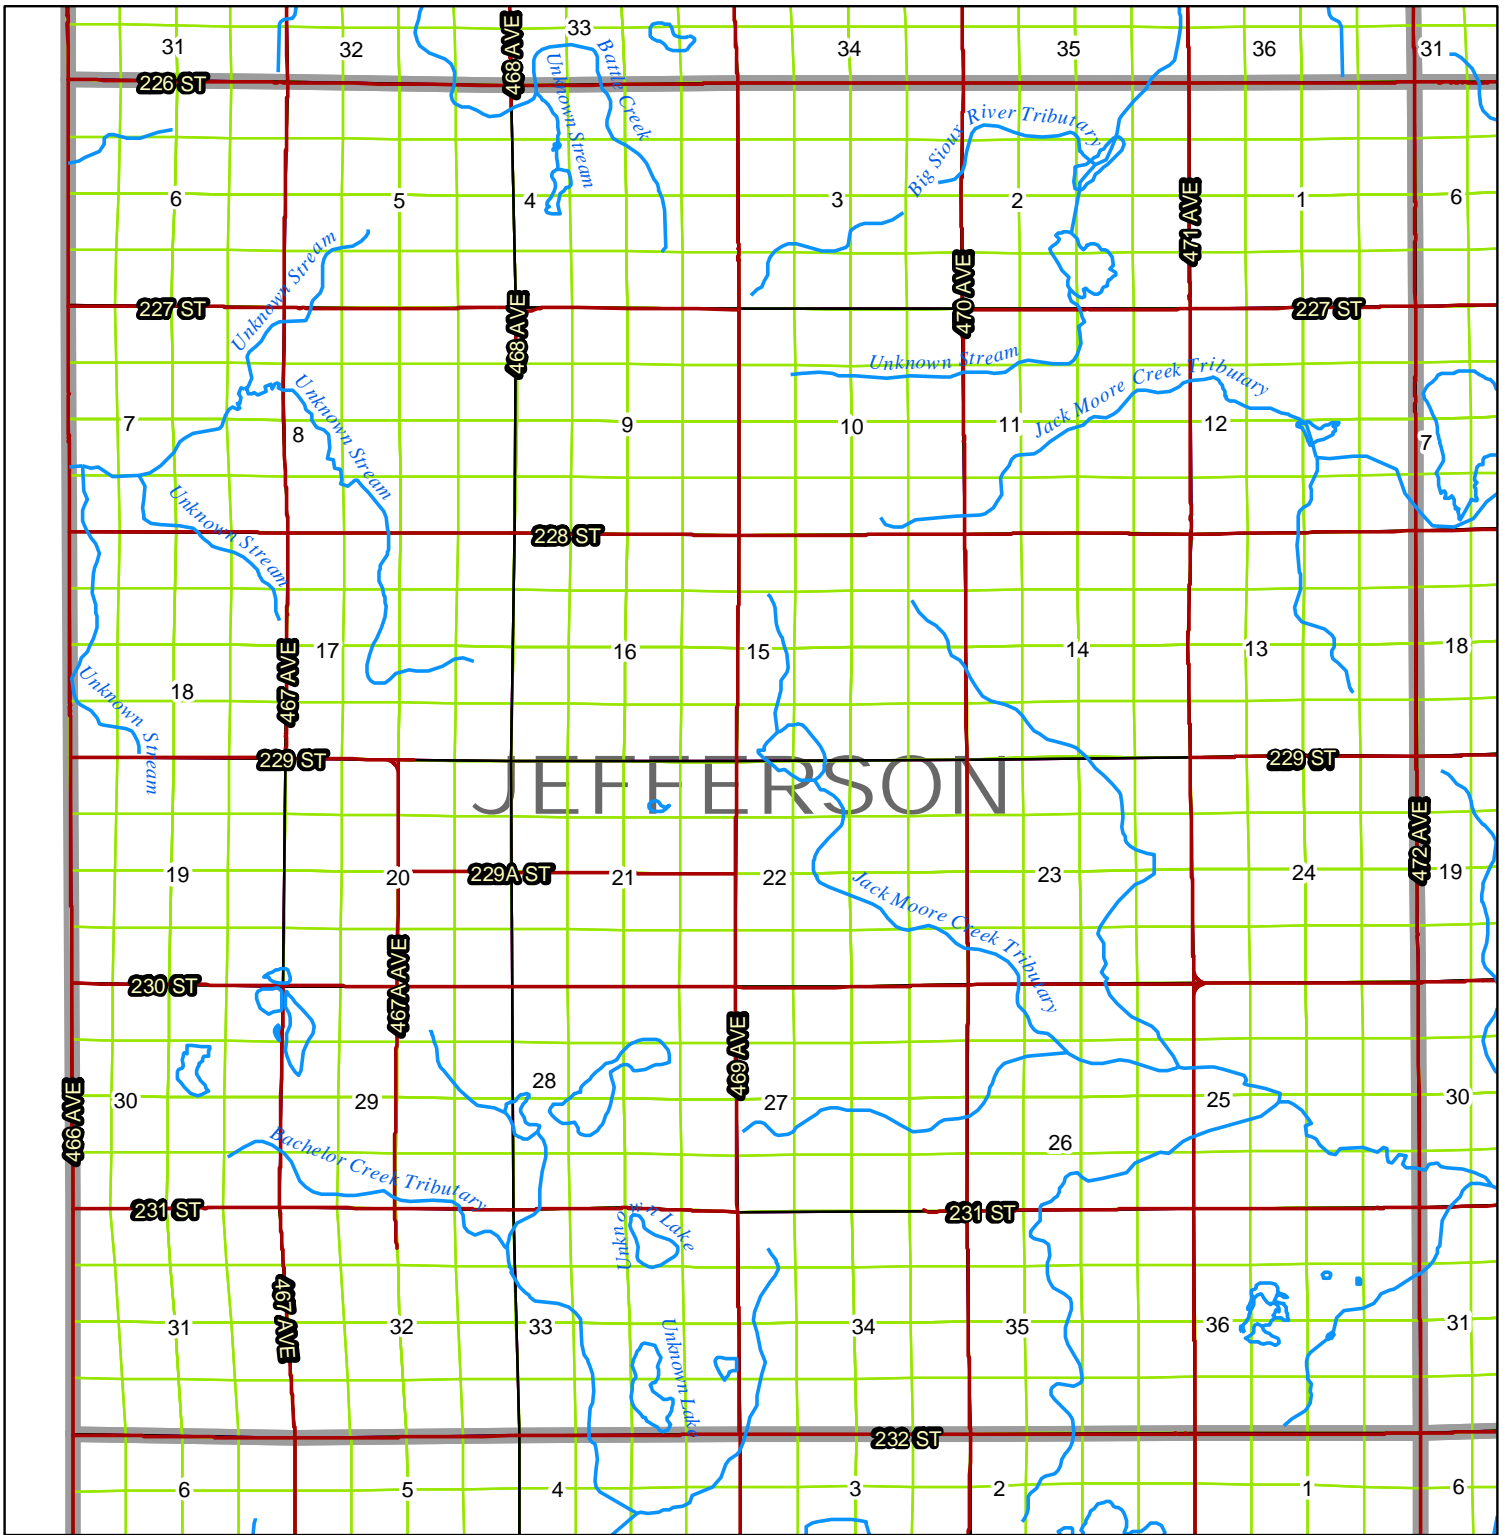 31
32
468 AVE
33
34
35
36
31
226 ST
Unknown Stream
Battle Creek
Big Sioux River Tributary
6
5
4
3
2
471 AVE
1
6
Unknown Stream
227 ST
468 AVE
470 AVE
227 ST
Unknown Stream
Jack Moore Creek Tributary
7
8
Unknown Stream
9
10
11
12
7
Unknown Stream
228 ST
467 AVE
17
16
15
14
13
18
18
Unknown Stream
229 ST
229 ST
JEFFERSON
472 AVE
19
20
229A ST
21
22
23
24
19
Jack Moore Creek Tributary
467A AVE
230 ST
469 AVE
466 AVE
30
29
28
27
26
25
30
Bachelor Creek Tributary
231 ST
Unknown Lake
231 ST
467 AVE
31
32
33
34
35
36
31
Unknown Lake
232 ST
6
5
4
3
2
1
6